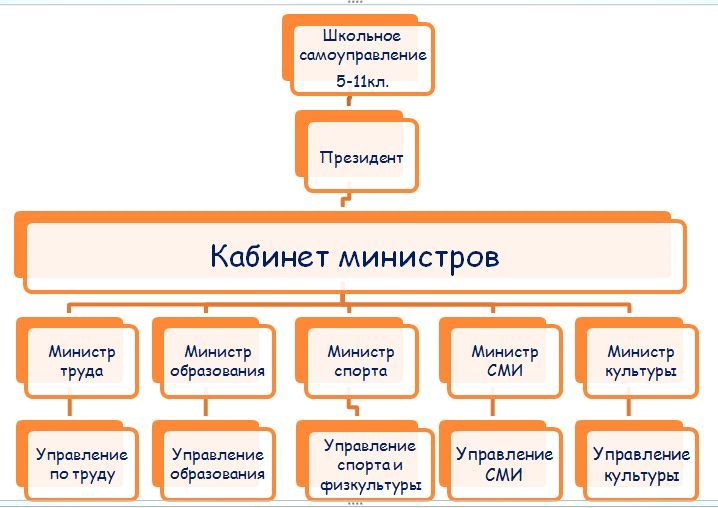 Школьное
самоуправление
5-11кл.
Президент
Кабинет министров
Министр
труда
Министр
образования
Министр
спорта
Министр
СМИ
Министр
культуры
Управление
по труду
Управление
образования
Управление
спорта и
физкультуры
Управление
СМИ
Управление
культуры